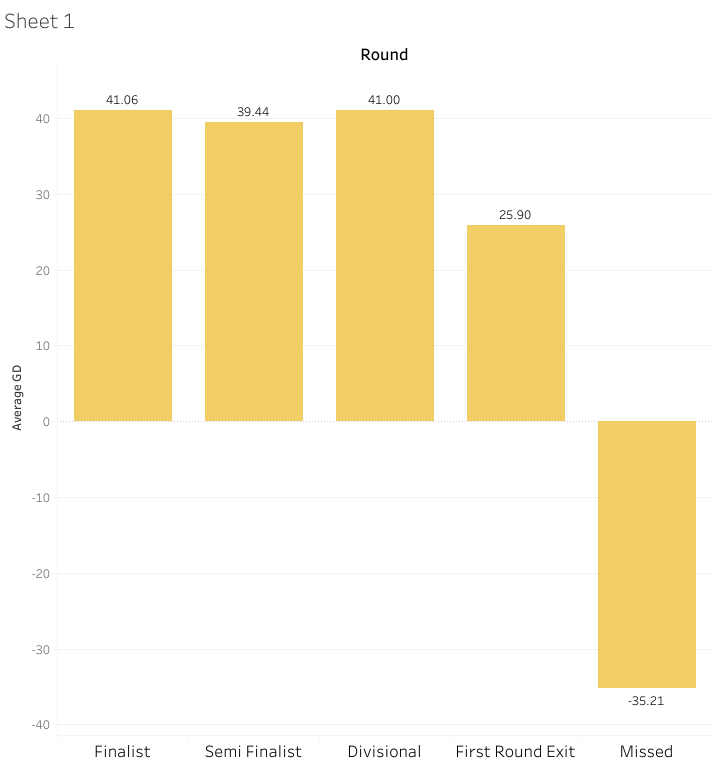 Sheet 1
Round
41.06
39.44
41.00
25.90
-35.21
Average GD
40
30
20
10
0
-10
-20
-30
-40
Finalist
Semi Finalist
Divisional
First Round Exit
Missed